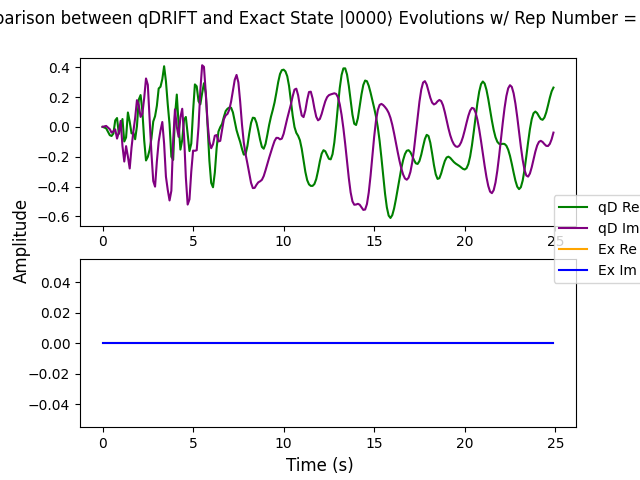 parison between qDRIFT and Exact State |0000⟩ Evolutions w/ Rep Number =
0.4
0.2
0.0
−0.2
−0.4
−0.6
0 5 10 15 20 25
qD Re
qD Im
Ex Re
Ex Im
Amplitude
0.04
0.02
0.00
−0.02
−0.04
0 5 10 15 20 25
Time (s)